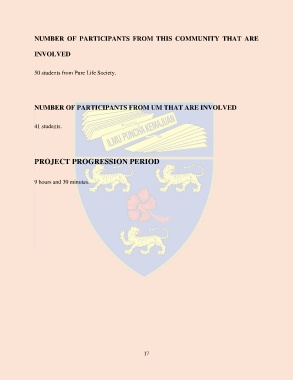 NUMBER OF PARTICIPANTS FROM THIS COMMUNITY THAT ARE
INVOLVED
50 students from Pure Life Society.
NUMBER OF PARTICIPANTS FROM UM THAT ARE INVOLVED
41 students.
ILMU PUNCHA KEMAJUAN
PROJECT PROGRESSION PERIOD
9 hours and 30 minutes
17